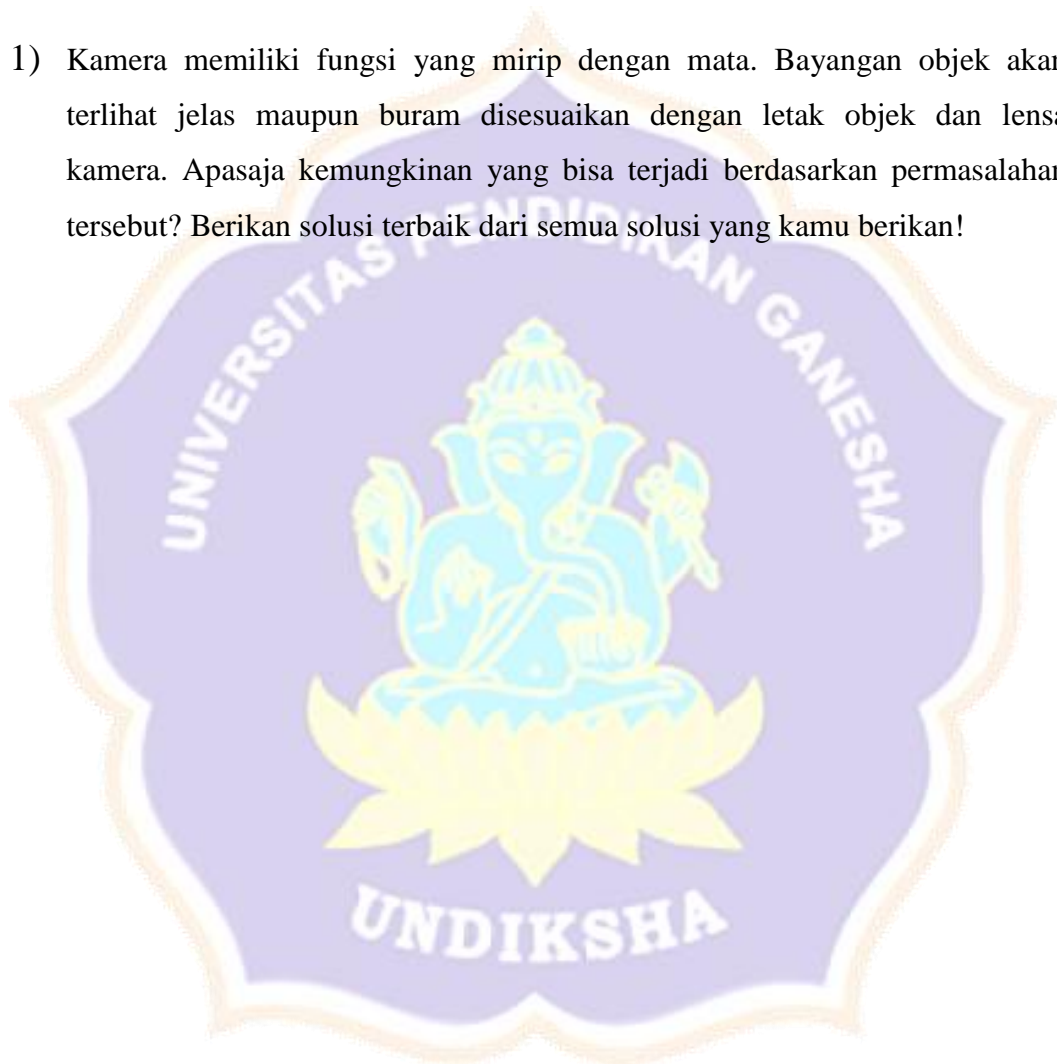 1) Kamera memiliki fungsi yang mirip dengan mata. Bayangan objek akan
terlihat jelas maupun buram disesuaikan dengan letak objek dan lensa
kamera. Apasaja kemungkinan yang bisa terjadi berdasarkan permasalahan
tersebut? Berikan solusi terbaik dari semua solusi yang kamu berikan!
UNIVERSITAS PENDIDIKAN GANESHA
UNDIKSHA